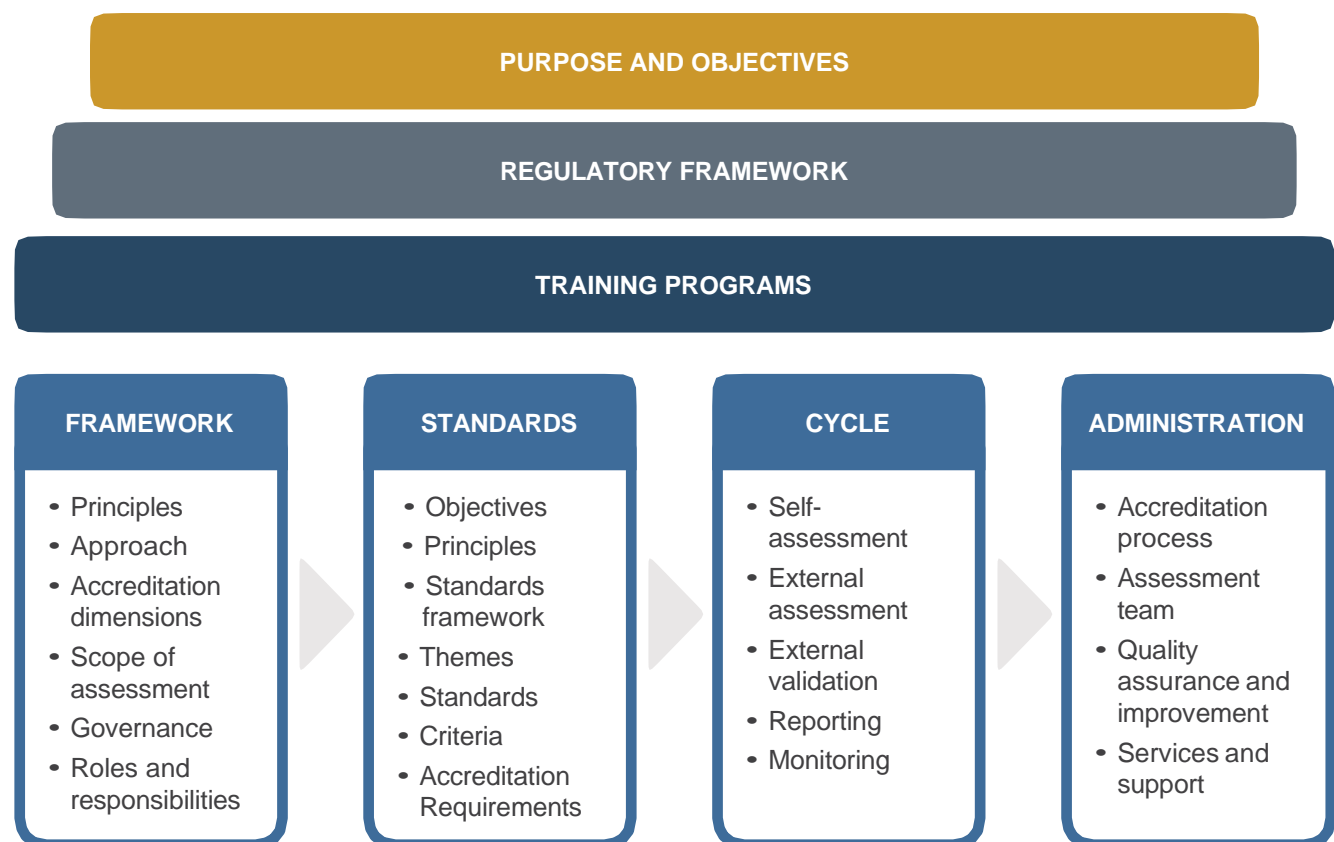 PURPOSE AND OBJECTIVES
REGULATORY FRAMEWORK
TRAINING PROGRAMS
FRAMEWORK
• Principles
• Approach
• Accreditation
dimensions
• Scope of
assessment
• Governance
• Roles and
responsibilities
STANDARDS
• Objectives
• Principles
• Standards
framework
• Themes
• Standards
• Criteria
• Accreditation
Requirements
CYCLE
• Self-
assessment
• External
assessment
• External
validation
• Reporting
• Monitoring
ADMINISTRATION
• Accreditation
process
• Assessment
team
• Quality
assurance and
improvement
• Services and
support